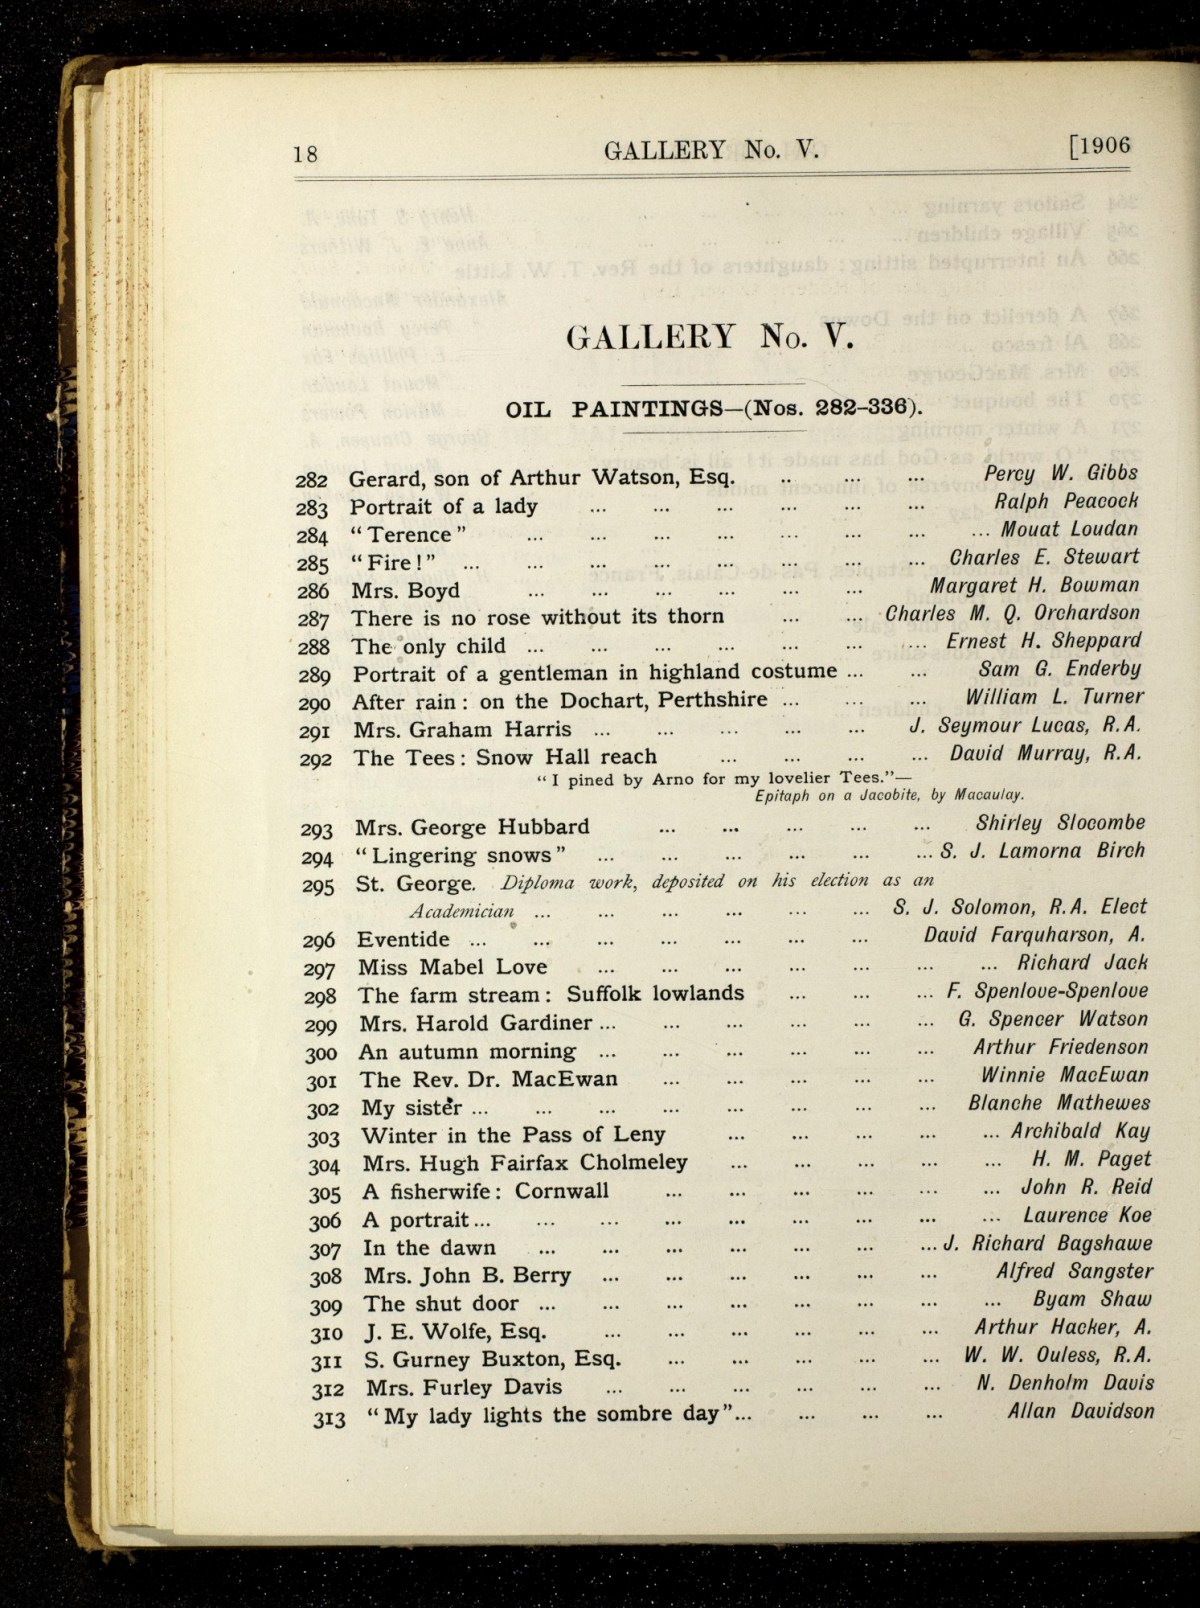 18 GALLERY No. V. [1906
GALLERY No. V.
OIL PAINTINGS—(Nos. 282–336).
282 Gerard, son of Arthur Watson, Esq. .. ... ... Percy W. Gibbs
283 Portrait of a lady ... ... ... ... ... ... Ralph Peacock
284 “Terence” ... ... ... ... ... ... ... ... Mouat Loudan
285 “Fire!” ... ... ... ... ... ... ... ... Charles E. Stewart
286 Mrs. Boyd ... ... ... ... ... ... Margaret H. Bowman
287 There is no rose without its thorn ... ... Charles M. Q. Orchardson
288 The only child ... ... ... ... ... ... ... Ernest H. Sheppard
289 Portrait of a gentleman in highland costume ... ... Sam G. Enderby
290 After rain: on the Dochart, Perthshire ... ... ... William L. Turner
291 Mrs. Graham Harris ... ... ... ... ... J. Seymour Lucas, R.A.
292 The Tees: Snow Hall reach ... ... ... ... David Murray, R.A.
“I pined by Arno for my lovelier Tees.”—
Epitaph on a Jacobite, by Macaulay.
293 Mrs. George Hubbard ... ... ... ... ... Shirley Slocombe
294 “Lingering snows” ... ... ... ... ... ... S. J. Lamorna Birch
295 St. George. Diploma work, deposited on his election as an
Academician ... ... ... ... ... ... S. J. Solomon, R.A. Elect
296 Eventide ... ... ... ... ... ... ... David Farquharson, A.
297 Miss Mabel Love ... ... ... ... ... ... ... Richard Jack
298 The farm stream: Suffolk lowlands ... ... ... F. Spenlove-Spenlove
299 Mrs. Harold Gardiner ... ... ... ... ... ... G. Spencer Watson
300 An autumn morning ... ... ... ... ... ... Arthur Friedenson
301 The Rev. Dr. MacEwan ... ... ... ... ... Winnie MacEwan
302 My sister ... ... ... ... ... ... ... ... Blanche Mathewes
303 Winter in the Pass of Leny ... ... ... ... ... Archibald Kay
304 Mrs. Hugh Fairfax Cholmeley ... ... ... ... ... H. M. Paget
305 A fisherwife: Cornwall ... ... ... ... ... ... John R. Reid
306 A portrait ... ... ... ... ... ... ... ... ... Laurence Koe
307 In the dawn ... ... ... ... ... ... ... J. Richard Bagshawe
308 Mrs. John B. Berry ... ... ... ... ... ... Alfred Sangster
309 The shut door ... ... ... ... ... ... ... ... Byam Shaw
310 J. E. Wolfe, Esq. ... ... ... ... ... ... Arthur Hacker, A.
311 S. Gurney Buxton, Esq. ... ... ... ... ... W. W. Ouless, R.A.
312 Mrs. Furley Davis ... ... ... ... ... ... N. Denholm Davis
313 “My lady lights the sombre day” ... ... ... ... Allan Davidson